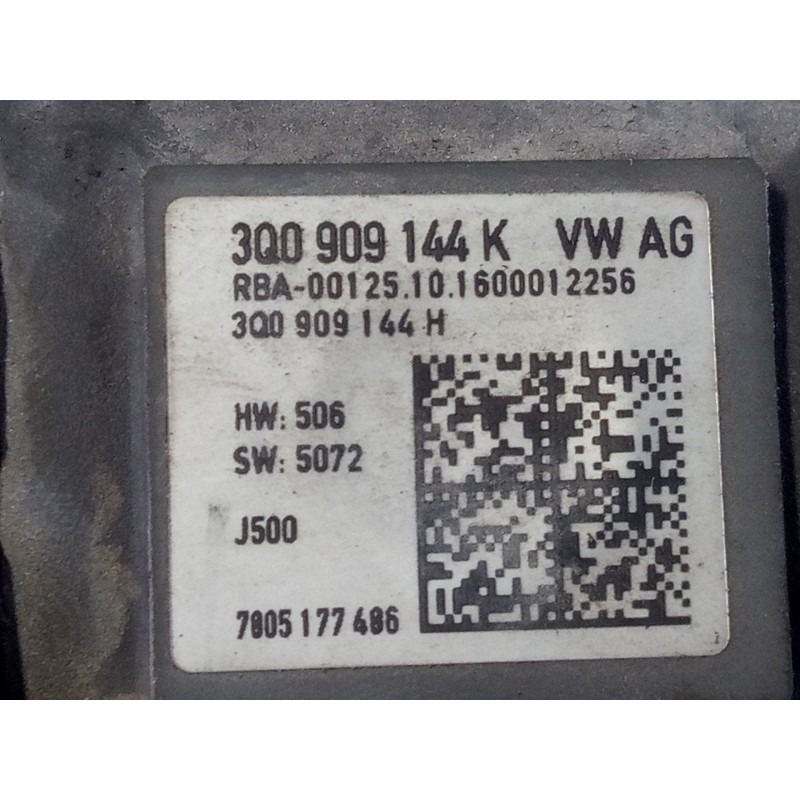 3Q0 909 144 K VW AG
RBA-00125.10.1600012256
3Q0 909 144 H
HW: 506
SW: 5072
J500
7805 177 486